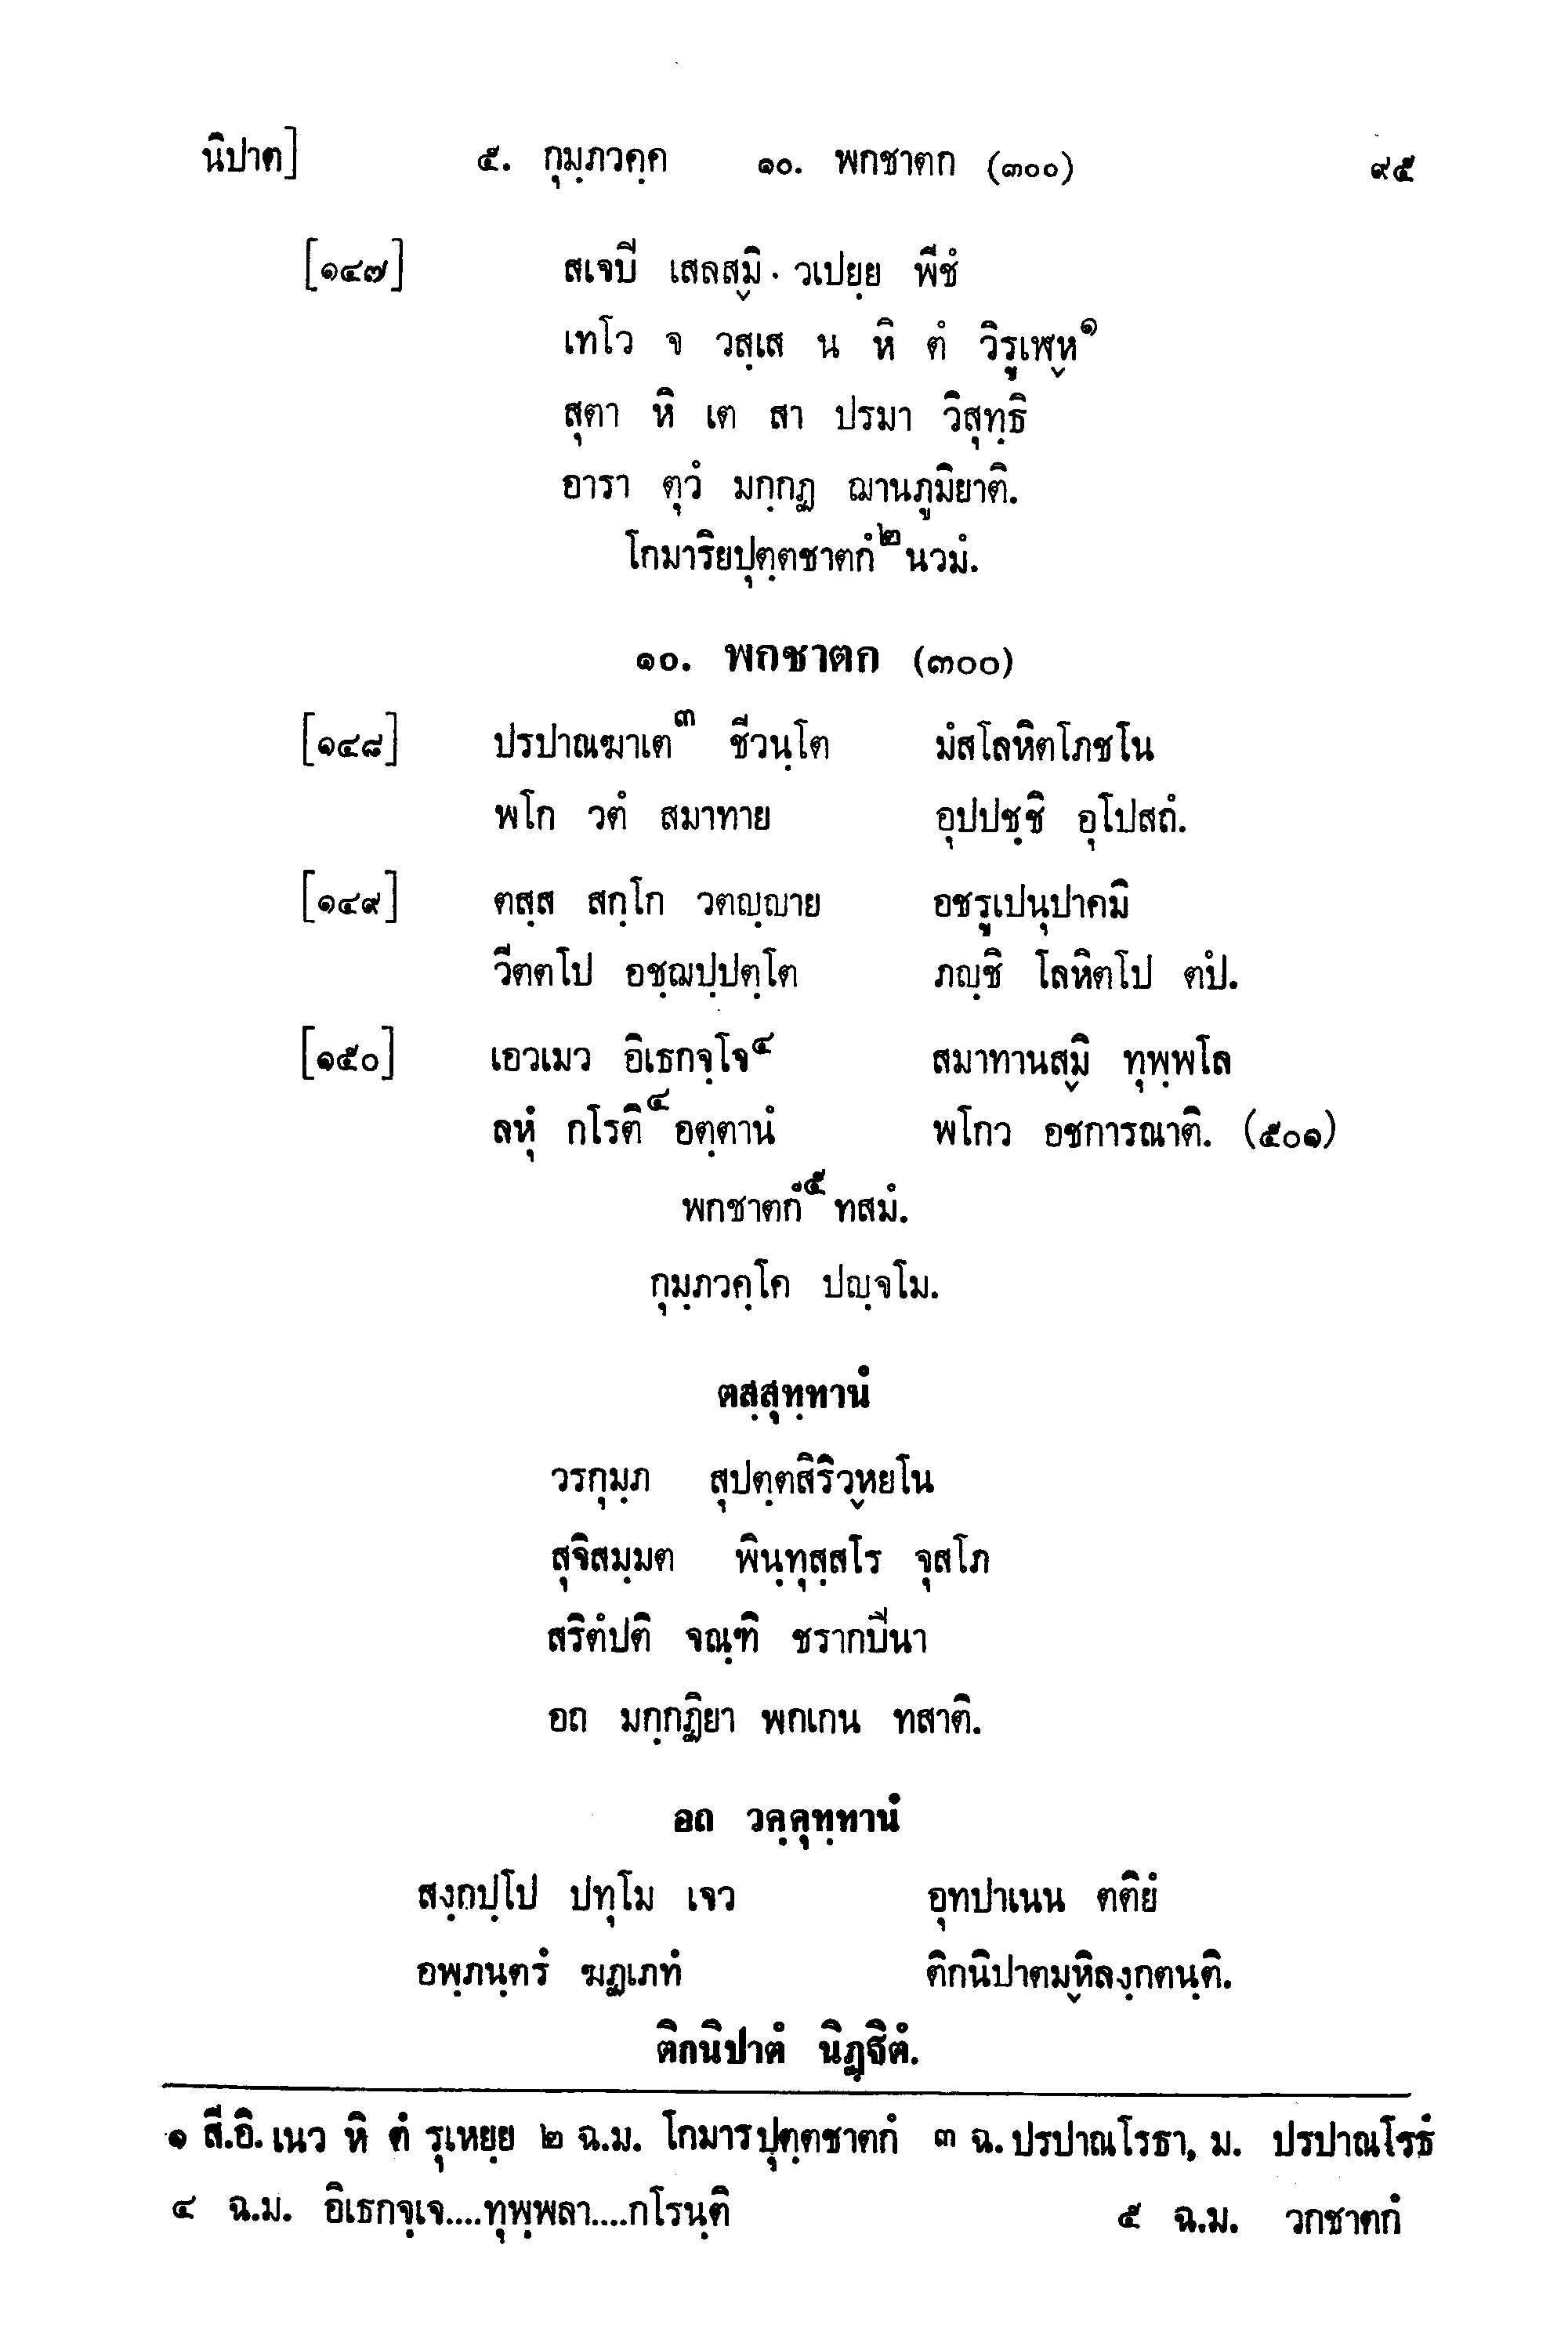 นิปาต] ๕. กุมฺภวคฺค ๑๐. พกชาตก (๓๐๐) ๙๕
[๑๔๗] สเจปิ เสลสฺมิ วเปยฺย พีชํ
เทโว จ วสฺเส น หิ ตํ วิรูเฬฺห๑
สุตา หิ เต สา ปรมา วิสุทฺธิ
อารา ตุวํ มกฺกฏ ฌานภูมิยาติ.
โกมาริยปุตฺตชาตกํ๒ นวมํ.
๑๐. พกชาตก (๓๐๐)
[๑๔๘] ปรปาณฆาเต๓ ชีวนฺโต มํสโลหิตโภชโน
พโก วตํ สมาทาย อุปปชฺชิ อุโปสถํ.
[๑๔๙] ตสฺส สกฺโก วตญฺญาย อชรูเปนุปาคมิ
วีตตโป อชฺฌปฺปตฺโต ภญฺชิ โลหิตโป ตปํ.
[๑๕๐] เอวเมว อิเธกจฺโจ๔ สมาทานสฺมิ ทุพฺพโล
ลหุํ กโรติ๔ อตฺตานํ พโกว อชการณาติ. (๕๐๑)
พกชาตกํ๕ ทสมํ.
กุมฺภวคฺโค ปญฺจโม.
ตสฺสุทฺทานํ
วรกุมฺภ สุปตฺตสิริวฺหยโน
สุจิสมฺมต พินฺทุสฺสโร จุสโภ
สริตํปติ จณฺฑิ ชรากปินา
อถ มกฺกฏิยา พกเกน ทสาติ.
อถ วคฺคุทฺทานํ
สงฺกปฺโป ปทุโม เจว อุทปาเนน ตติยํ
อพฺภนฺตรํ ฆฏเภทํ ติกนิปาตมฺหิลงฺกตนฺติ.
ติกนิปาตํ นิฏฺฐิตํ.
๑ สี.อิ. เนว หิ ตํ รุเหยฺย ๒ ฉ.ม. โกมารปุตฺตชาตกํ ๓ ฉ. ปรปาณโรธา, ม. ปรปาณโรธํ
๔ ฉ.ม. อิเธกจฺเจ....ทุพฺพลา....กโรนฺติ ๕ ฉ.ม. วกชาตกํ